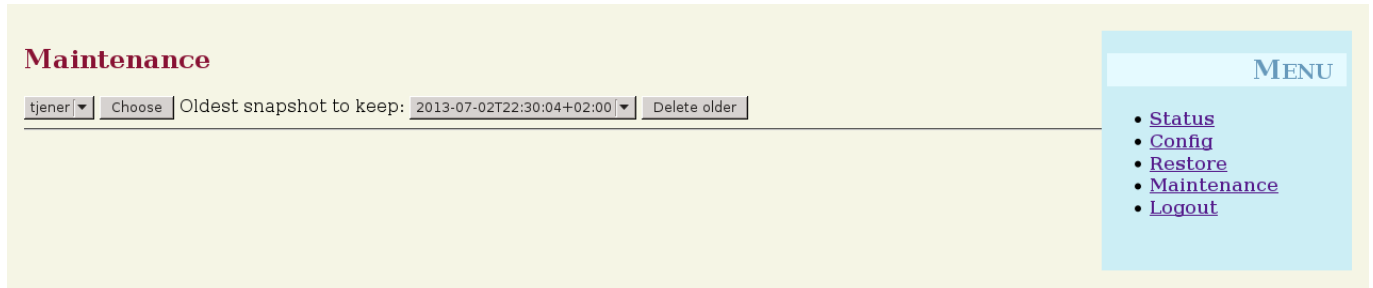 Maintenance
tjener Choose Oldest snapshot to keep: 2013-07-02T22:30:04+02:00 Delete older
MENU
Status
Config
Restore
Maintenance
Logout